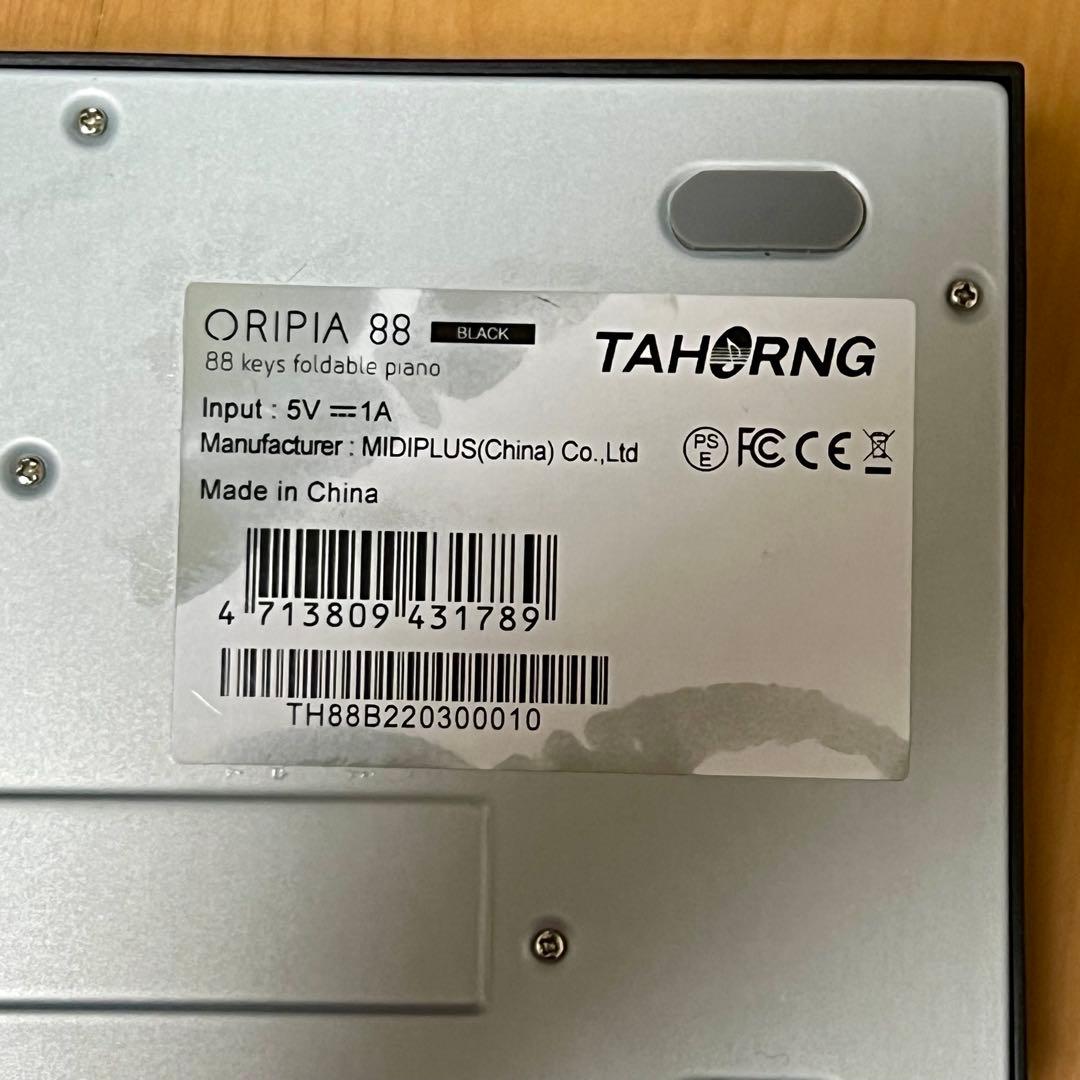 ORIPIA 88 BLACK
TAHORNG
88 keys foldable piano
Input : 5V ⎓ 1A
Manufacturer : MIDIPLUS(China) Co.,Ltd
PS E FC CE
Made in China
4 713809 431789
TH88B220300010